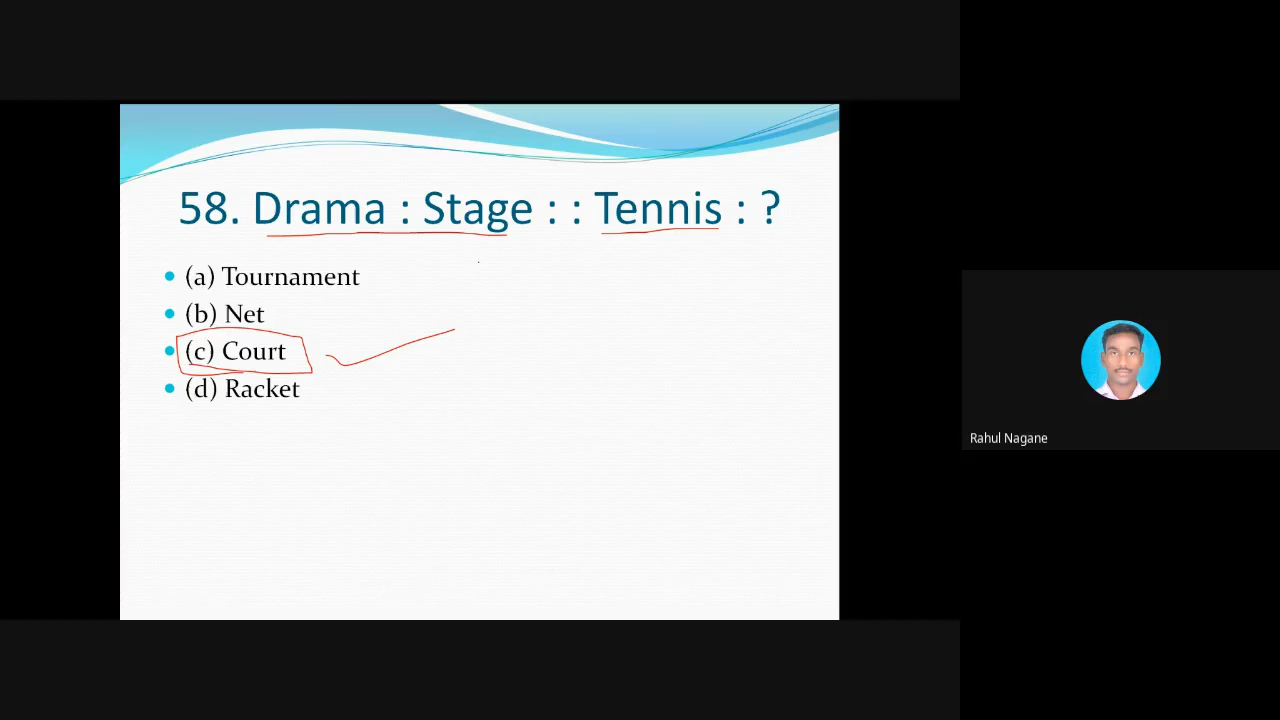 58. Drama : Stage : : Tennis : ?
(a) Tournament
(b) Net
(c) Court
(d) Racket
Rahul Nagane